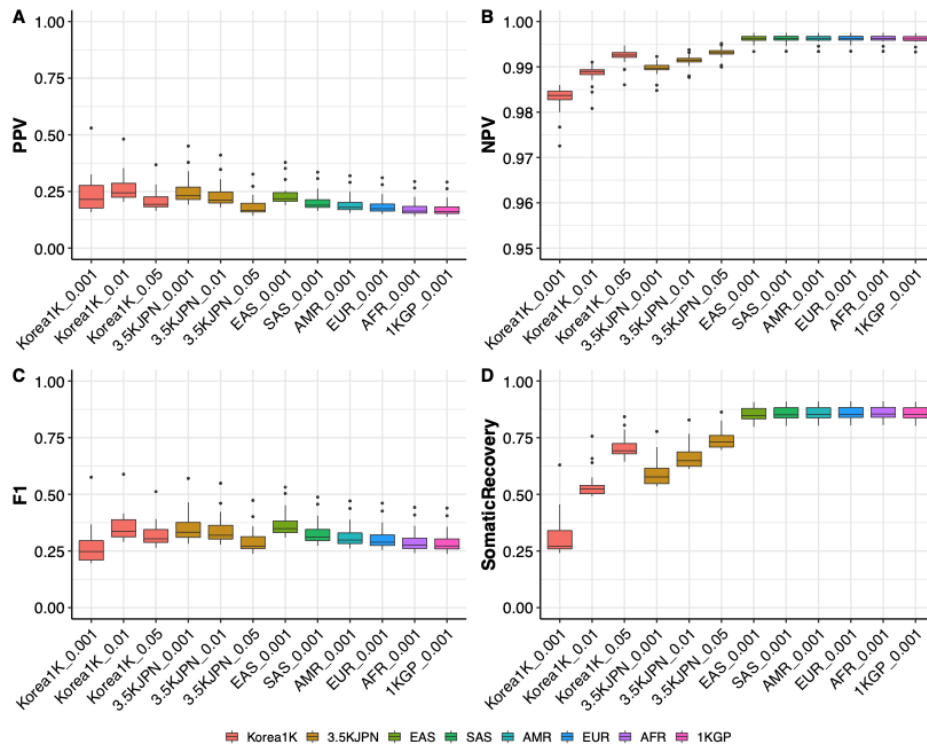 A
PPV
1.00
0.75
0.50
0.25
0.00
Korea1K_0.001
Korea1K_0.01
Korea1K_0.05
3.5KJPN_0.001
3.5KJPN_0.01
3.5KJPN_0.05
EAS_0.001
SAS_0.001
AMR_0.001
EUR_0.001
AFR_0.001
1KGP_0.001
B
NPV
1.00
0.99
0.98
0.97
0.96
0.95
Korea1K_0.001
Korea1K_0.01
Korea1K_0.05
3.5KJPN_0.001
3.5KJPN_0.01
3.5KJPN_0.05
EAS_0.001
SAS_0.001
AMR_0.001
EUR_0.001
AFR_0.001
1KGP_0.001
C
F1
1.00
0.75
0.50
0.25
0.00
Korea1K_0.001
Korea1K_0.01
Korea1K_0.05
3.5KJPN_0.001
3.5KJPN_0.01
3.5KJPN_0.05
EAS_0.001
SAS_0.001
AMR_0.001
EUR_0.001
AFR_0.001
1KGP_0.001
D
SomaticRecovery
1.00
0.75
0.50
0.25
0.00
Korea1K_0.001
Korea1K_0.01
Korea1K_0.05
3.5KJPN_0.001
3.5KJPN_0.01
3.5KJPN_0.05
EAS_0.001
SAS_0.001
AMR_0.001
EUR_0.001
AFR_0.001
1KGP_0.001
Korea1K 3.5KJPN EAS SAS AMR EUR AFR 1KGP